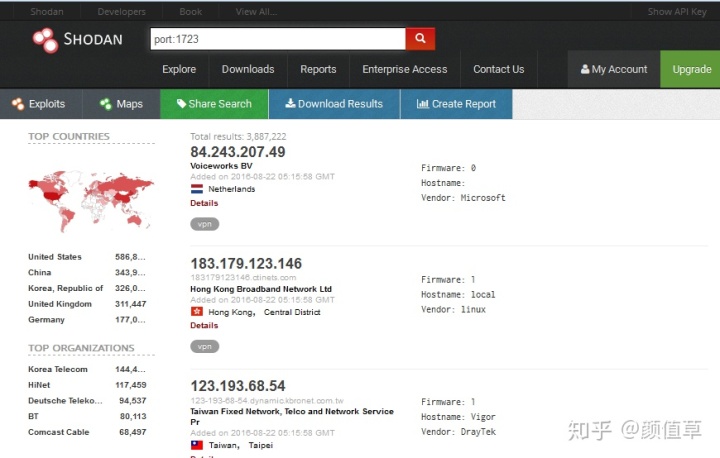 Shodan Developers Book View All... Show API Key
SHODAN
port:1723
Explore Downloads Reports Enterprise Access Contact Us My Account Upgrade
Exploits Maps Share Search Download Results Create Report
TOP COUNTRIES
United States 586,8...
China 343,9...
Korea, Republic of 326,0...
United Kingdom 311,447
Germany 177,0...
TOP ORGANIZATIONS
Korea Telecom 144,4...
HiNet 117,459
Deutsche Teleko... 94,537
BT 80,113
Comcast Cable 68,497
Total results: 3,887,222
84.243.207.49
Voiceworks BV
Added on 2016-08-22 05:15:58 GMT
Netherlands
Details
vpn
Firmware: 0
Hostname:
Vendor: Microsoft
183.179.123.146
183179123146.ctinets.com
Hong Kong Broadband Network Ltd
Added on 2016-08-22 05:15:58 GMT
Hong Kong, Central District
Details
vpn
Firmware: 1
Hostname: local
Vendor: linux
123.193.68.54
123-193-68-54.dynamic.kbronet.com.tw
Taiwan Fixed Network, Telco and Network Service
Pr
Added on 2016-08-22 05:15:58 GMT
Taiwan, Taipei
Firmware: 1
Hostname: Vigor
Vendor: DrayTek
知乎 @颜值草